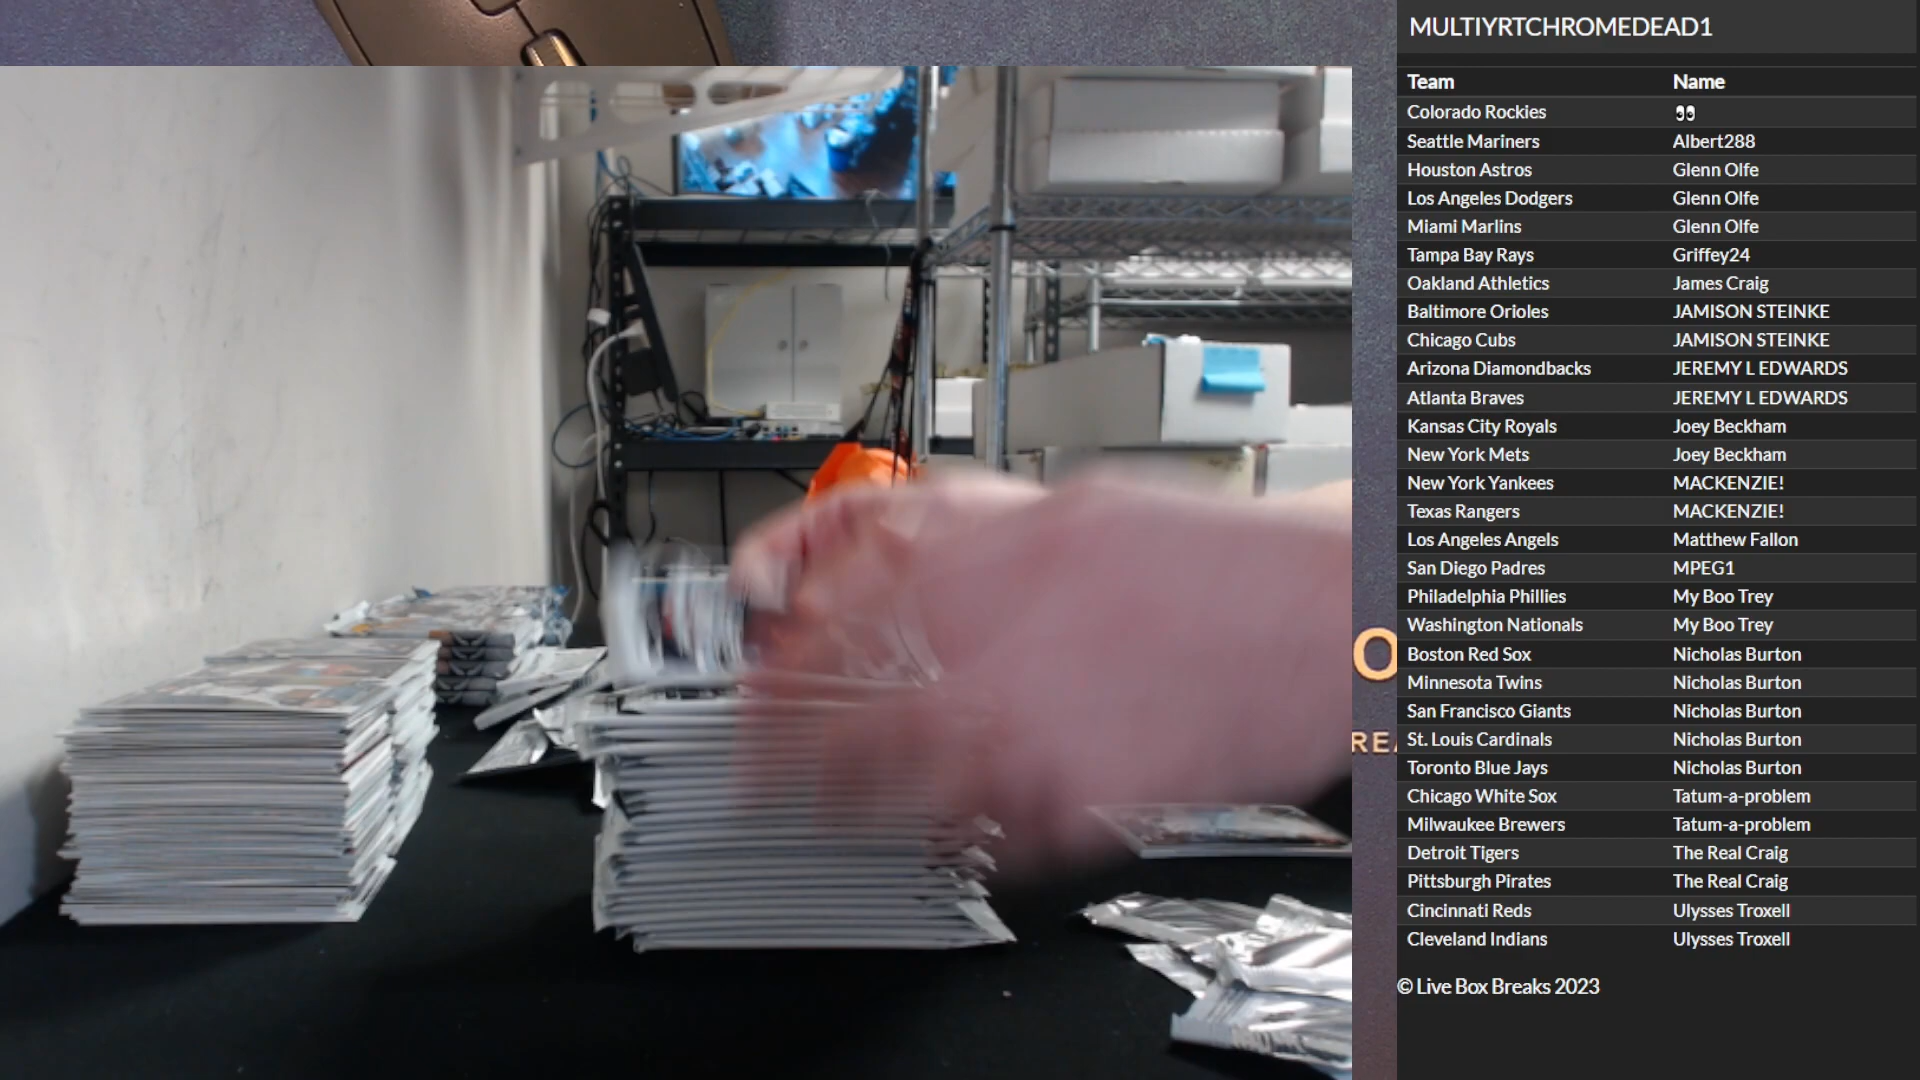 MULTIYRTCHROMEDEAD1
Team Name
Colorado Rockies 👀
Seattle Mariners Albert288
Houston Astros Glenn Olfe
Los Angeles Dodgers Glenn Olfe
Miami Marlins Glenn Olfe
Tampa Bay Rays Griffey24
Oakland Athletics James Craig
Baltimore Orioles JAMISON STEINKE
Chicago Cubs JAMISON STEINKE
Arizona Diamondbacks JEREMY L EDWARDS
Atlanta Braves JEREMY L EDWARDS
Kansas City Royals Joey Beckham
New York Mets Joey Beckham
New York Yankees MACKENZIE!
Texas Rangers MACKENZIE!
Los Angeles Angels Matthew Fallon
San Diego Padres MPEG1
Philadelphia Phillies My Boo Trey
Washington Nationals My Boo Trey
Boston Red Sox Nicholas Burton
Minnesota Twins Nicholas Burton
San Francisco Giants Nicholas Burton
St. Louis Cardinals Nicholas Burton
Toronto Blue Jays Nicholas Burton
Chicago White Sox Tatum-a-problem
Milwaukee Brewers Tatum-a-problem
Detroit Tigers The Real Craig
Pittsburgh Pirates The Real Craig
Cincinnati Reds Ulysses Troxell
Cleveland Indians Ulysses Troxell
© Live Box Breaks 2023